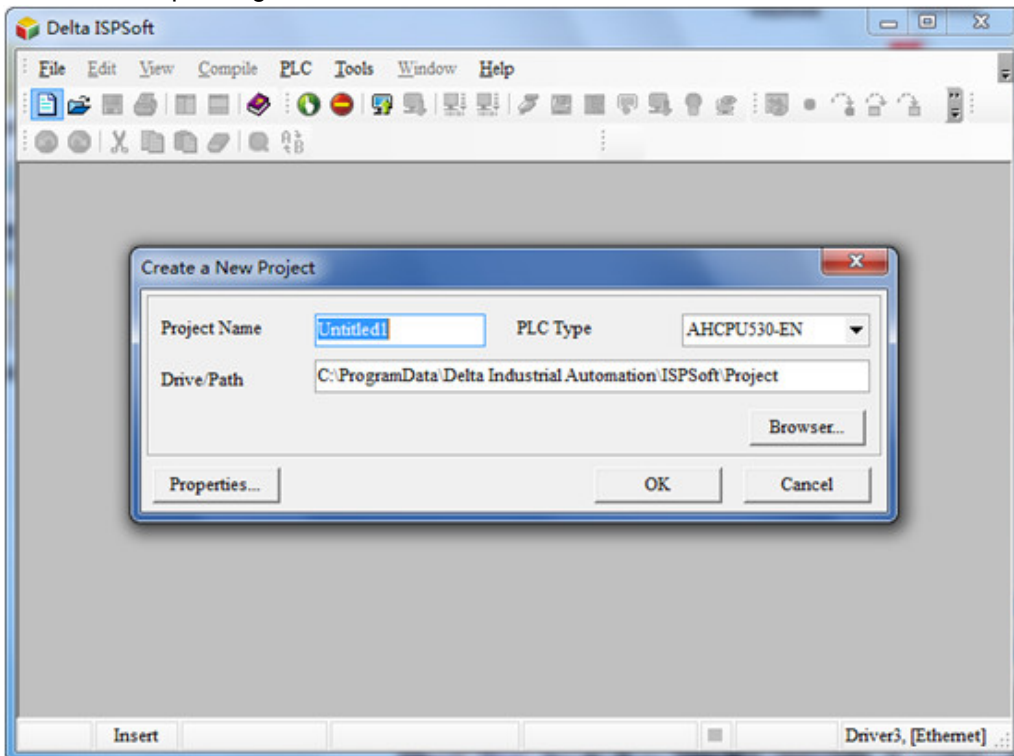 Delta ISPSoft
File Edit View Compile PLC Tools Window Help
Create a New Project
Project Name Untitled1 PLC Type AHCPU530-EN
Drive/Path C:\ProgramData\Delta Industrial Automation\ISPSoft\Project
Browser...
Properties... OK Cancel
Insert Driver3, [Ethernet]